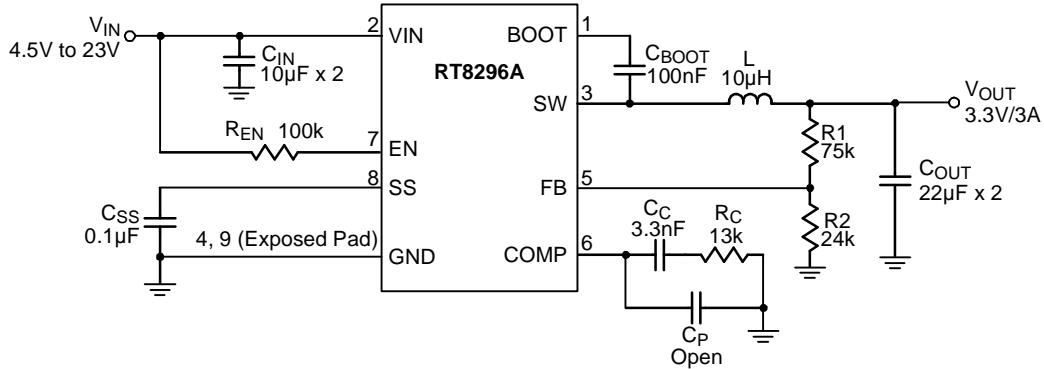 VIN
4.5V to 23V
CIN
10µF x 2
REN 100k
CSS
0.1µF
4, 9 (Exposed Pad)
2
VIN
7
EN
8
SS
GND
RT8296A
BOOT
1
SW
3
FB
5
COMP
6
CBOOT
100nF
L
10µH
VOUT
3.3V/3A
R1
75k
COUT
22µF x 2
R2
24k
CC
3.3nF
RC
13k
CP
Open